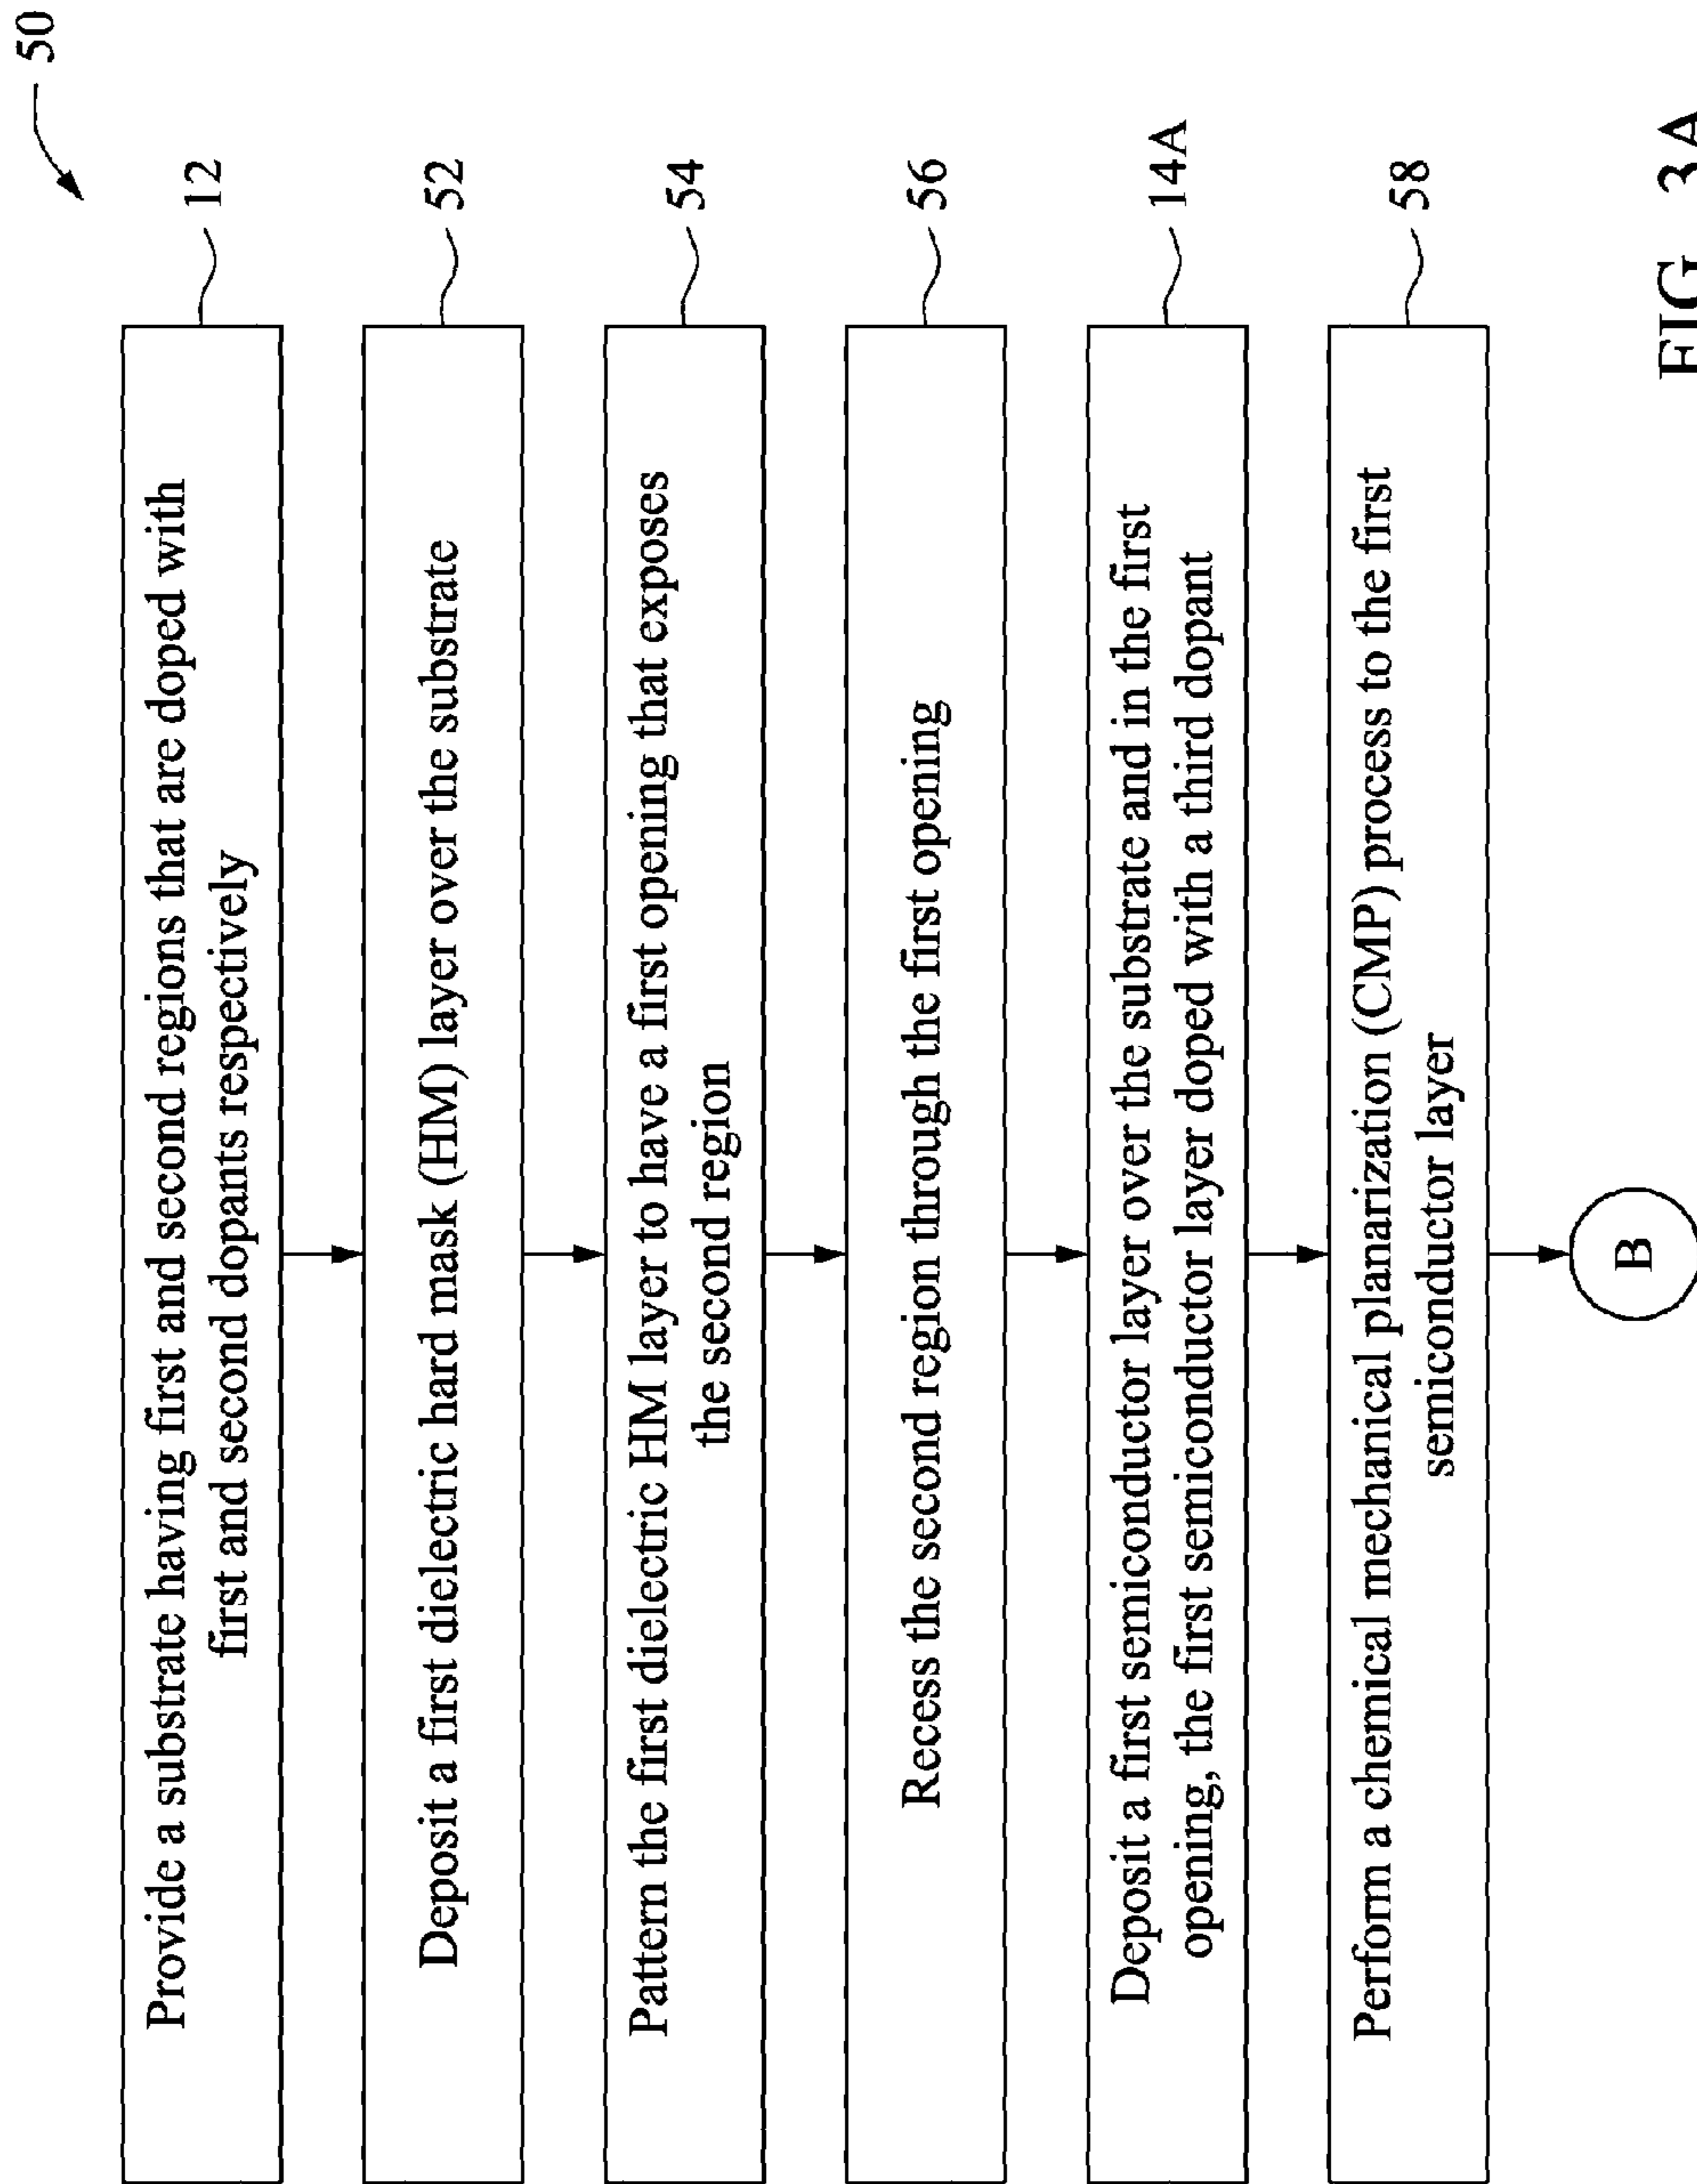 50
Provide a substrate having first and second regions that are doped with
first and second dopants respectively
12
Deposit a first dielectric hard mask (HM) layer over the substrate
52
Pattern the first dielectric HM layer to have a first opening that exposes
the second region
54
Recess the second region through the first opening
56
Deposit a first semiconductor layer over the substrate and in the first
opening, the first semiconductor layer doped with a third dopant
14A
Perform a chemical mechanical planarization (CMP) process to the first
semiconductor layer
58
B
FIG. 3A